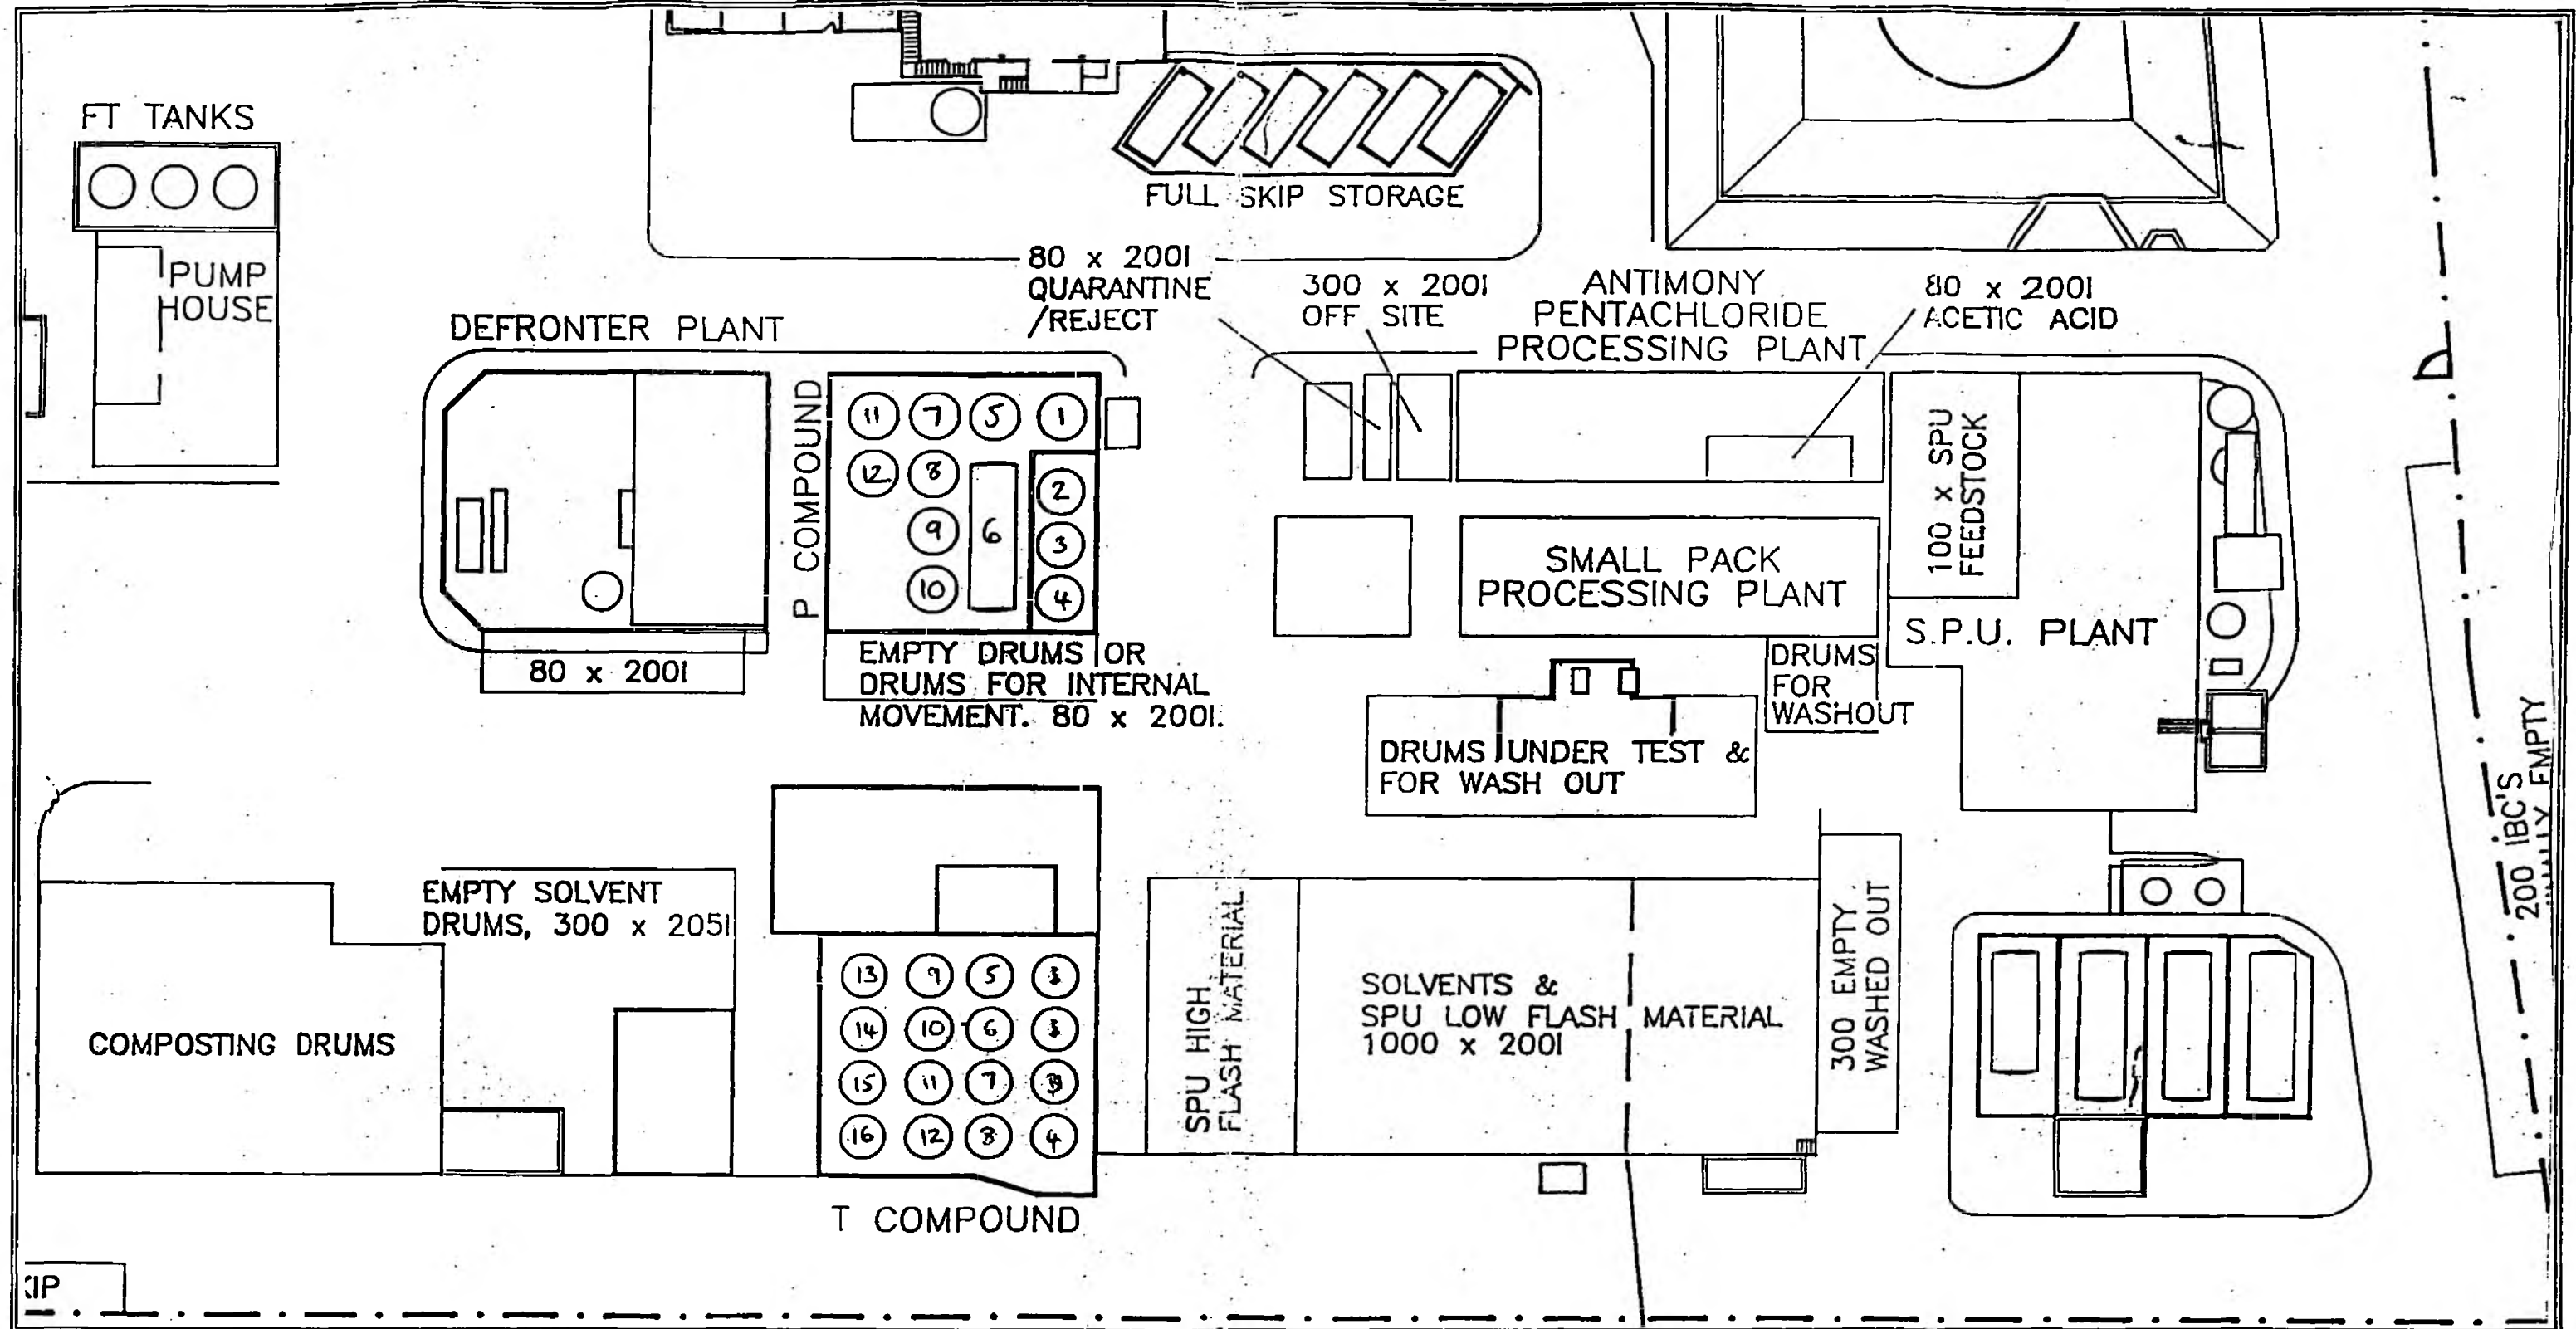 FT TANKS
PUMP
HOUSE
FULL SKIP STORAGE
80 x 200l
QUARANTINE
/REJECT
300 x 200l
OFF SITE
ANTIMONY
PENTACHLORIDE
PROCESSING PLANT
80 x 200l
ACETIC ACID
DEFRONTER PLANT
P COMPOUND
11 7 5 1
12 8 2
9 6 3
10 4
80 x 200l
EMPTY DRUMS OR
DRUMS FOR INTERNAL
MOVEMENT. 80 x 200l.
SMALL PACK
PROCESSING PLANT
100 x SPU
FEEDSTOCK
S.P.U. PLANT
DRUMS
FOR
WASHOUT
DRUMS UNDER TEST &
FOR WASH OUT
200 IBC'S
EMPTY
EMPTY SOLVENT
DRUMS, 300 x 205l
COMPOSTING DRUMS
13 9 5
14 10 6
15 11 7
16 12 8 4
T COMPOUND
SPU HIGH
FLASH MATERIAL
SOLVENTS &
SPU LOW FLASH MATERIAL
1000 x 200l
300 EMPTY
WASHED OUT